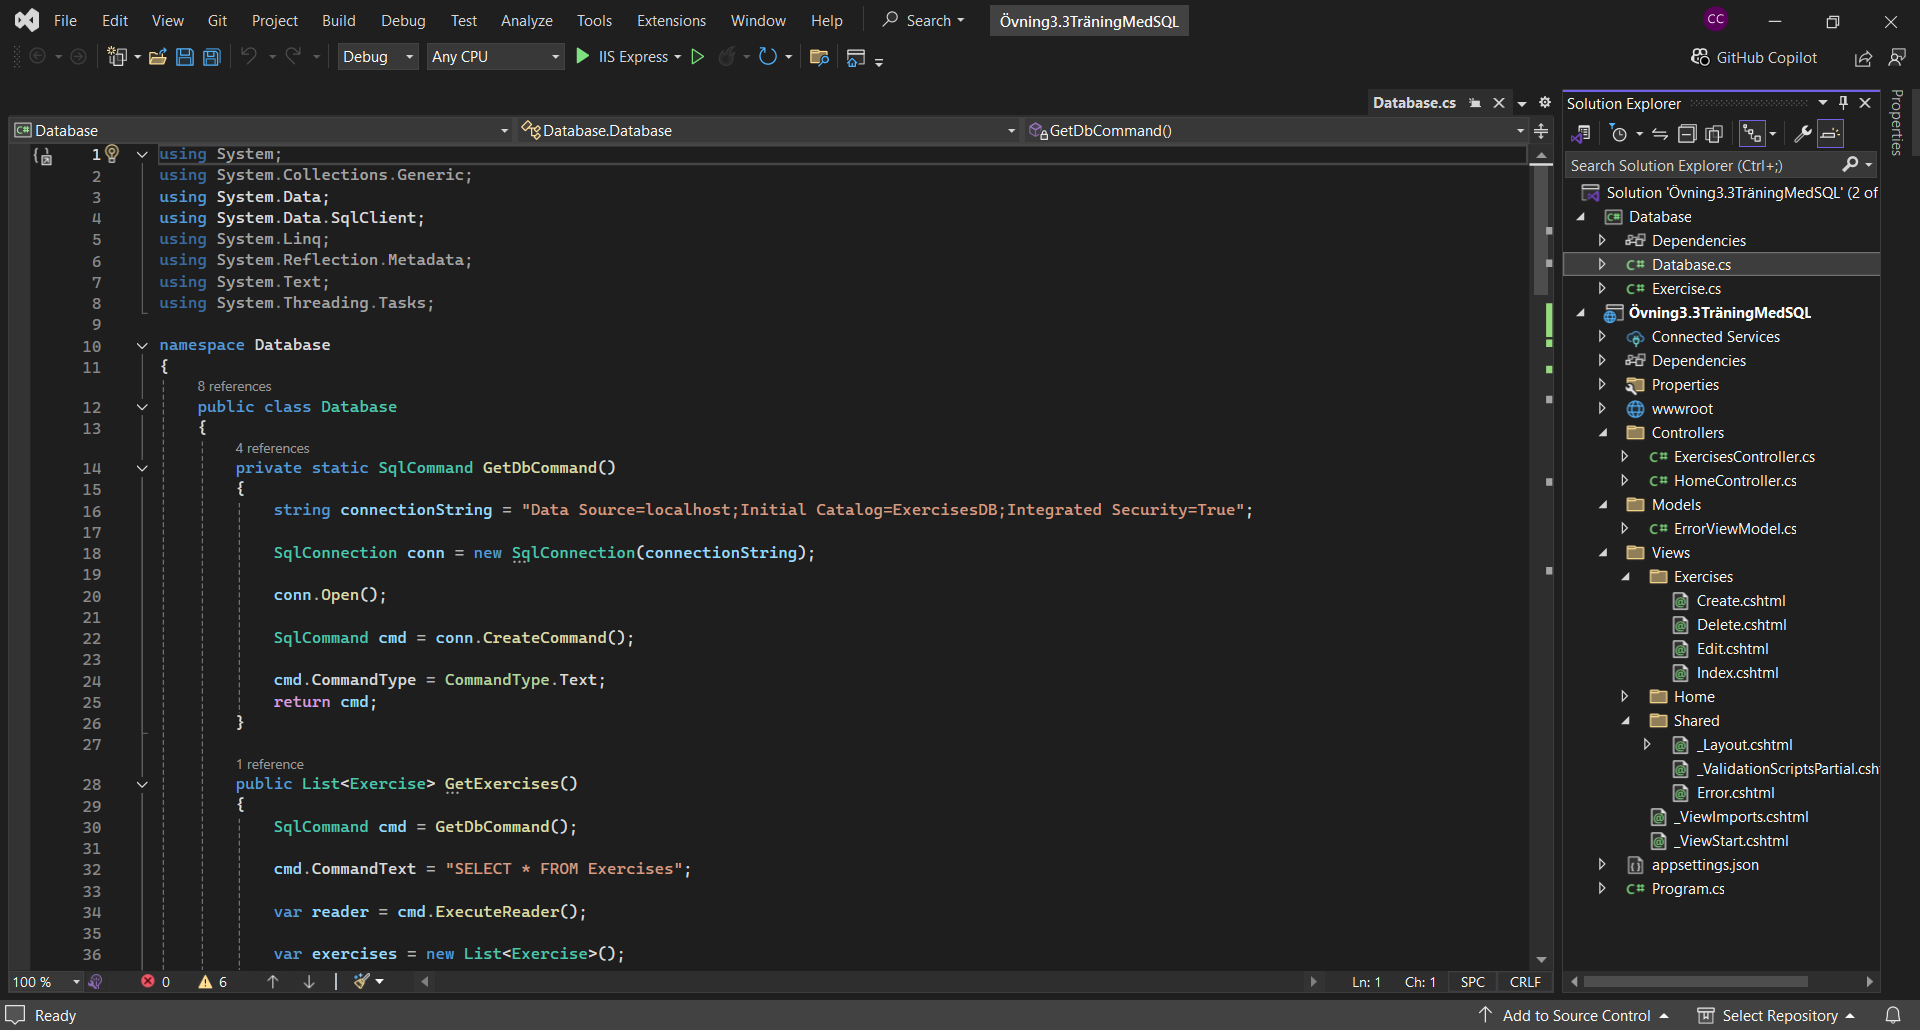 File Edit View Git Project Build Debug Test Analyze Tools Extensions Window Help Search Övning3.3TräningMedSQL CC
Debug Any CPU IIS Express GitHub Copilot
Database.cs
Database Database.Database GetDbCommand()
1 using System;
2 using System.Collections.Generic;
3 using System.Data;
4 using System.Data.SqlClient;
5 using System.Linq;
6 using System.Reflection.Metadata;
7 using System.Text;
8 using System.Threading.Tasks;
9
10 namespace Database
11 {
8 references
12 public class Database
13 {
4 references
14 private static SqlCommand GetDbCommand()
15 {
16 string connectionString = "Data Source=localhost;Initial Catalog=ExercisesDB;Integrated Security=True";
17
18 SqlConnection conn = new SqlConnection(connectionString);
19
20 conn.Open();
21
22 SqlCommand cmd = conn.CreateCommand();
23
24 cmd.CommandType = CommandType.Text;
25 return cmd;
26 }
27
1 reference
28 public List<Exercise> GetExercises()
29 {
30 SqlCommand cmd = GetDbCommand();
31
32 cmd.CommandText = "SELECT * FROM Exercises";
33
34 var reader = cmd.ExecuteReader();
35
36 var exercises = new List<Exercise>();
100 % 0 6 Ln: 1 Ch: 1 SPC CRLF
Solution Explorer
Search Solution Explorer (Ctrl+;)
Solution 'Övning3.3TräningMedSQL' (2 of
Database
Dependencies
C# Database.cs
C# Exercise.cs
Övning3.3TräningMedSQL
Connected Services
Dependencies
Properties
wwwroot
Controllers
C# ExercisesController.cs
C# HomeController.cs
Models
C# ErrorViewModel.cs
Views
Exercises
Create.cshtml
Delete.cshtml
Edit.cshtml
Index.cshtml
Home
Shared
_Layout.cshtml
_ValidationScriptsPartial.csh
Error.cshtml
_ViewImports.cshtml
_ViewStart.cshtml
appsettings.json
C# Program.cs
Properties
Ready Add to Source Control Select Repository